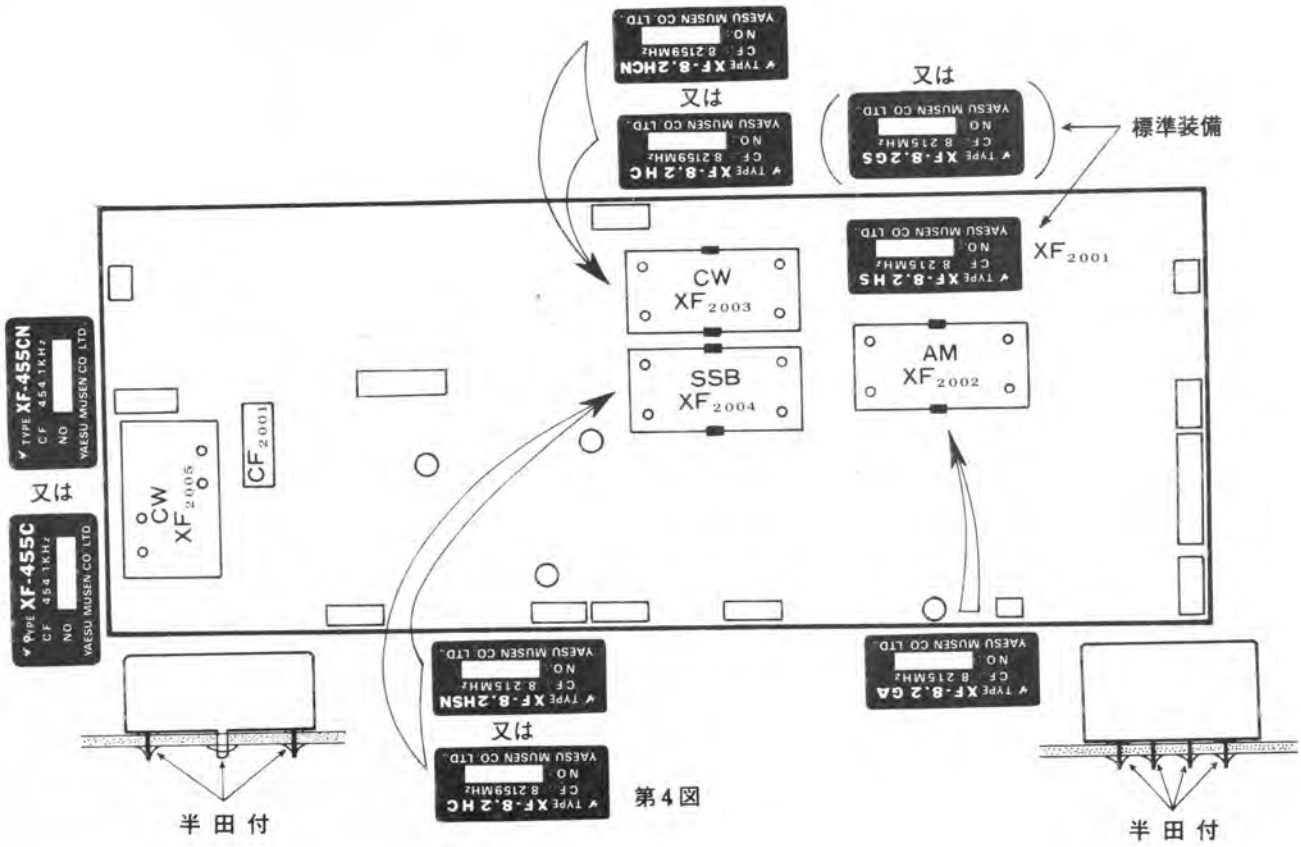 ✔ TYPE XF-8.2HCN
CF: 8.2159MHz
NO:
YAESU MUSEN CO. LTD.
又は
✔ TYPE XF-8.2HC
CF: 8.2159MHz
NO:
YAESU MUSEN CO. LTD.
又は
✔ TYPE XF-8.2GS
CF: 8.215MHz
NO
YAESU MUSEN CO. LTD.
標準装備
✔ TYPE XF-8.2HS
CF 8.215MHz
NO:
YAESU MUSEN CO. LTD.
XF2001
CW
XF2003
SSB
XF2004
AM
XF2002
✔ TYPE XF-455CN
CF 454.1KHz
NO
YAESU MUSEN CO LTD
又は
✔ TYPE XF-455C
CF 454.1KHz
NO
YAESU MUSEN CO LTD
CW
XF2005
CF2001
✔ TYPE XF-8.2HSN
CF: 8.215MHz
NO:
YAESU MUSEN CO. LTD.
又は
✔ TYPE XF-8.2HC
CF: 8.2159MHz
NO:
YAESU MUSEN CO. LTD.
✔ TYPE XF-8.2GA
CF: 8.215MHz
NO:
YAESU MUSEN CO. LTD.
半田付
第4図
半田付